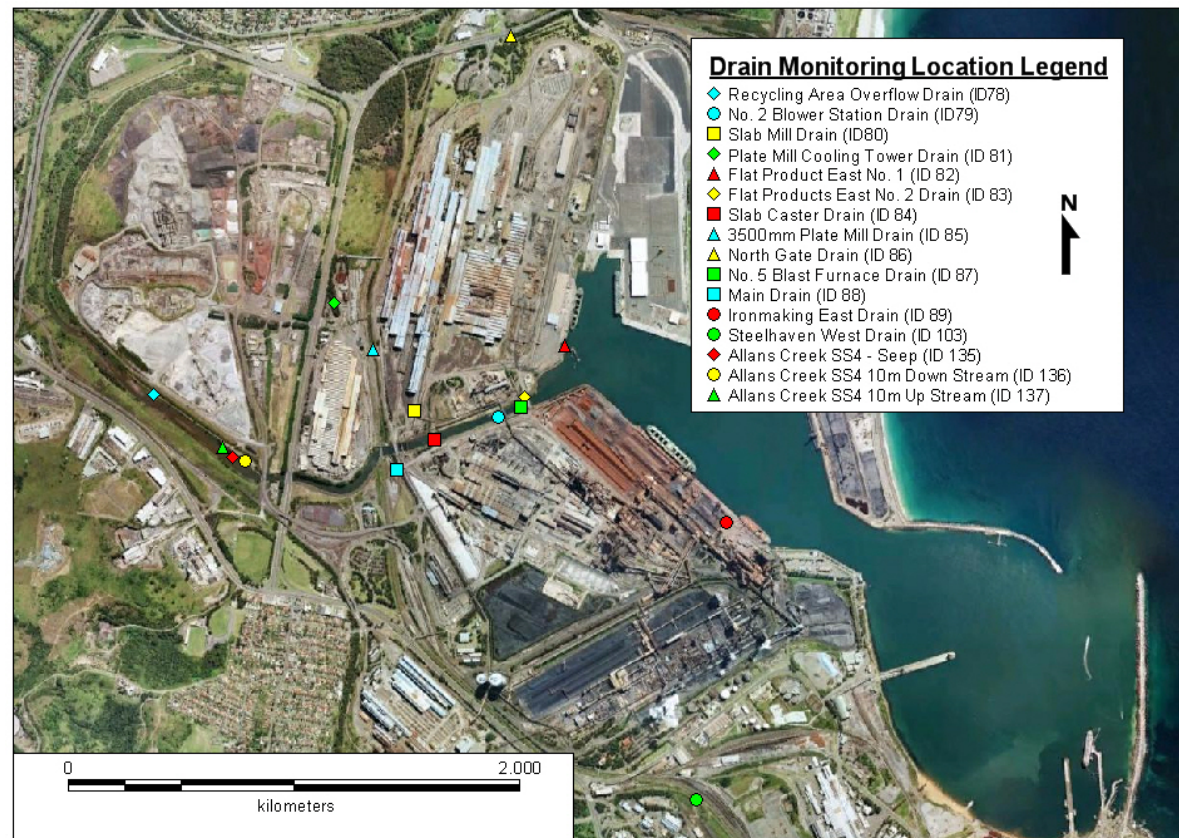 Drain Monitoring Location Legend
Recycling Area Overflow Drain (ID78)
No. 2 Blower Station Drain (ID79)
Slab Mill Drain (ID80)
Plate Mill Cooling Tower Drain (ID 81)
Flat Product East No. 1 (ID 82)
Flat Products East No. 2 Drain (ID 83)
Slab Caster Drain (ID 84)
3500mm Plate Mill Drain (ID 85)
North Gate Drain (ID 86)
No. 5 Blast Furnace Drain (ID 87)
Main Drain (ID 88)
Ironmaking East Drain (ID 89)
Steelhaven West Drain (ID 103)
Allans Creek SS4 - Seep (ID 135)
Allans Creek SS4 10m Down Stream (ID 136)
Allans Creek SS4 10m Up Stream (ID 137)
N
0 2.000
kilometers